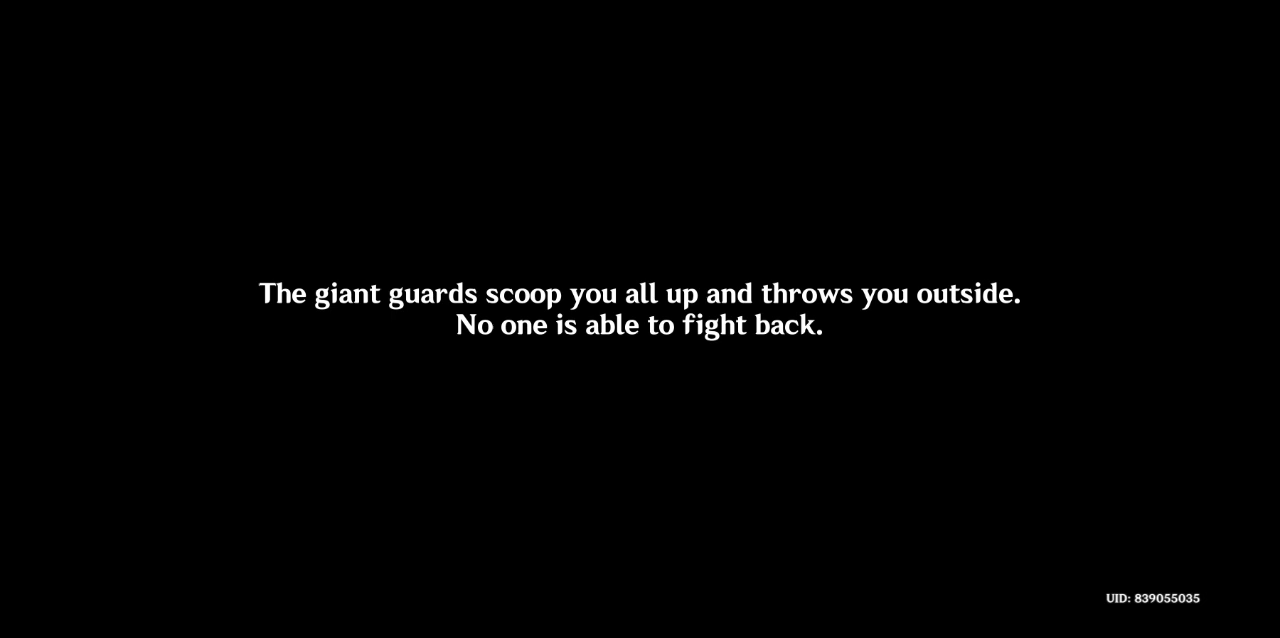 The giant guards scoop you all up and throws you outside.
No one is able to fight back.
UID: 839055035